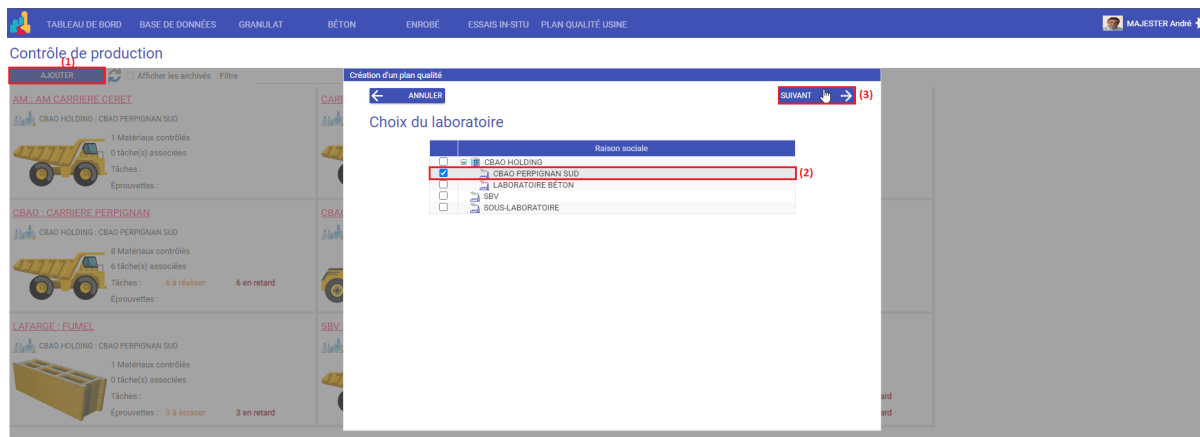 TABLEAU DE BORD BASE DE DONNÉES GRANULAT BÉTON ENROBÉ ESSAIS IN-SITU PLAN QUALITÉ USINE MAJESTER André
Contrôle de production
(1)
AJOUTER Afficher les archivés Filtre
Création d'un plan qualité
ANNULER SUIVANT (3)
Choix du laboratoire
Raison sociale
CBAO HOLDING
CBAO PERPIGNAN SUD (2)
LABORATOIRE BÉTON
SBV
SOUS-LABORATOIRE
AM : AM CARRIERE CERET
CBAO HOLDING : CBAO PERPIGNAN SUD
1 Matériaux contrôlés
0 tâche(s) associées
Tâches :
Éprouvettes :
CARR
CBAO : CARRIERE PERPIGNAN
CBAO HOLDING : CBAO PERPIGNAN SUD
8 Matériaux contrôlés
6 tâche(s) associées
Tâches : 6 à réaliser 6 en retard
Éprouvettes :
CBAO
LAFARGE : FUMEL
CBAO HOLDING : CBAO PERPIGNAN SUD
1 Matériaux contrôlés
0 tâche(s) associées
Tâches :
Éprouvettes : 3 à écraser 3 en retard
SBV
ard
ard